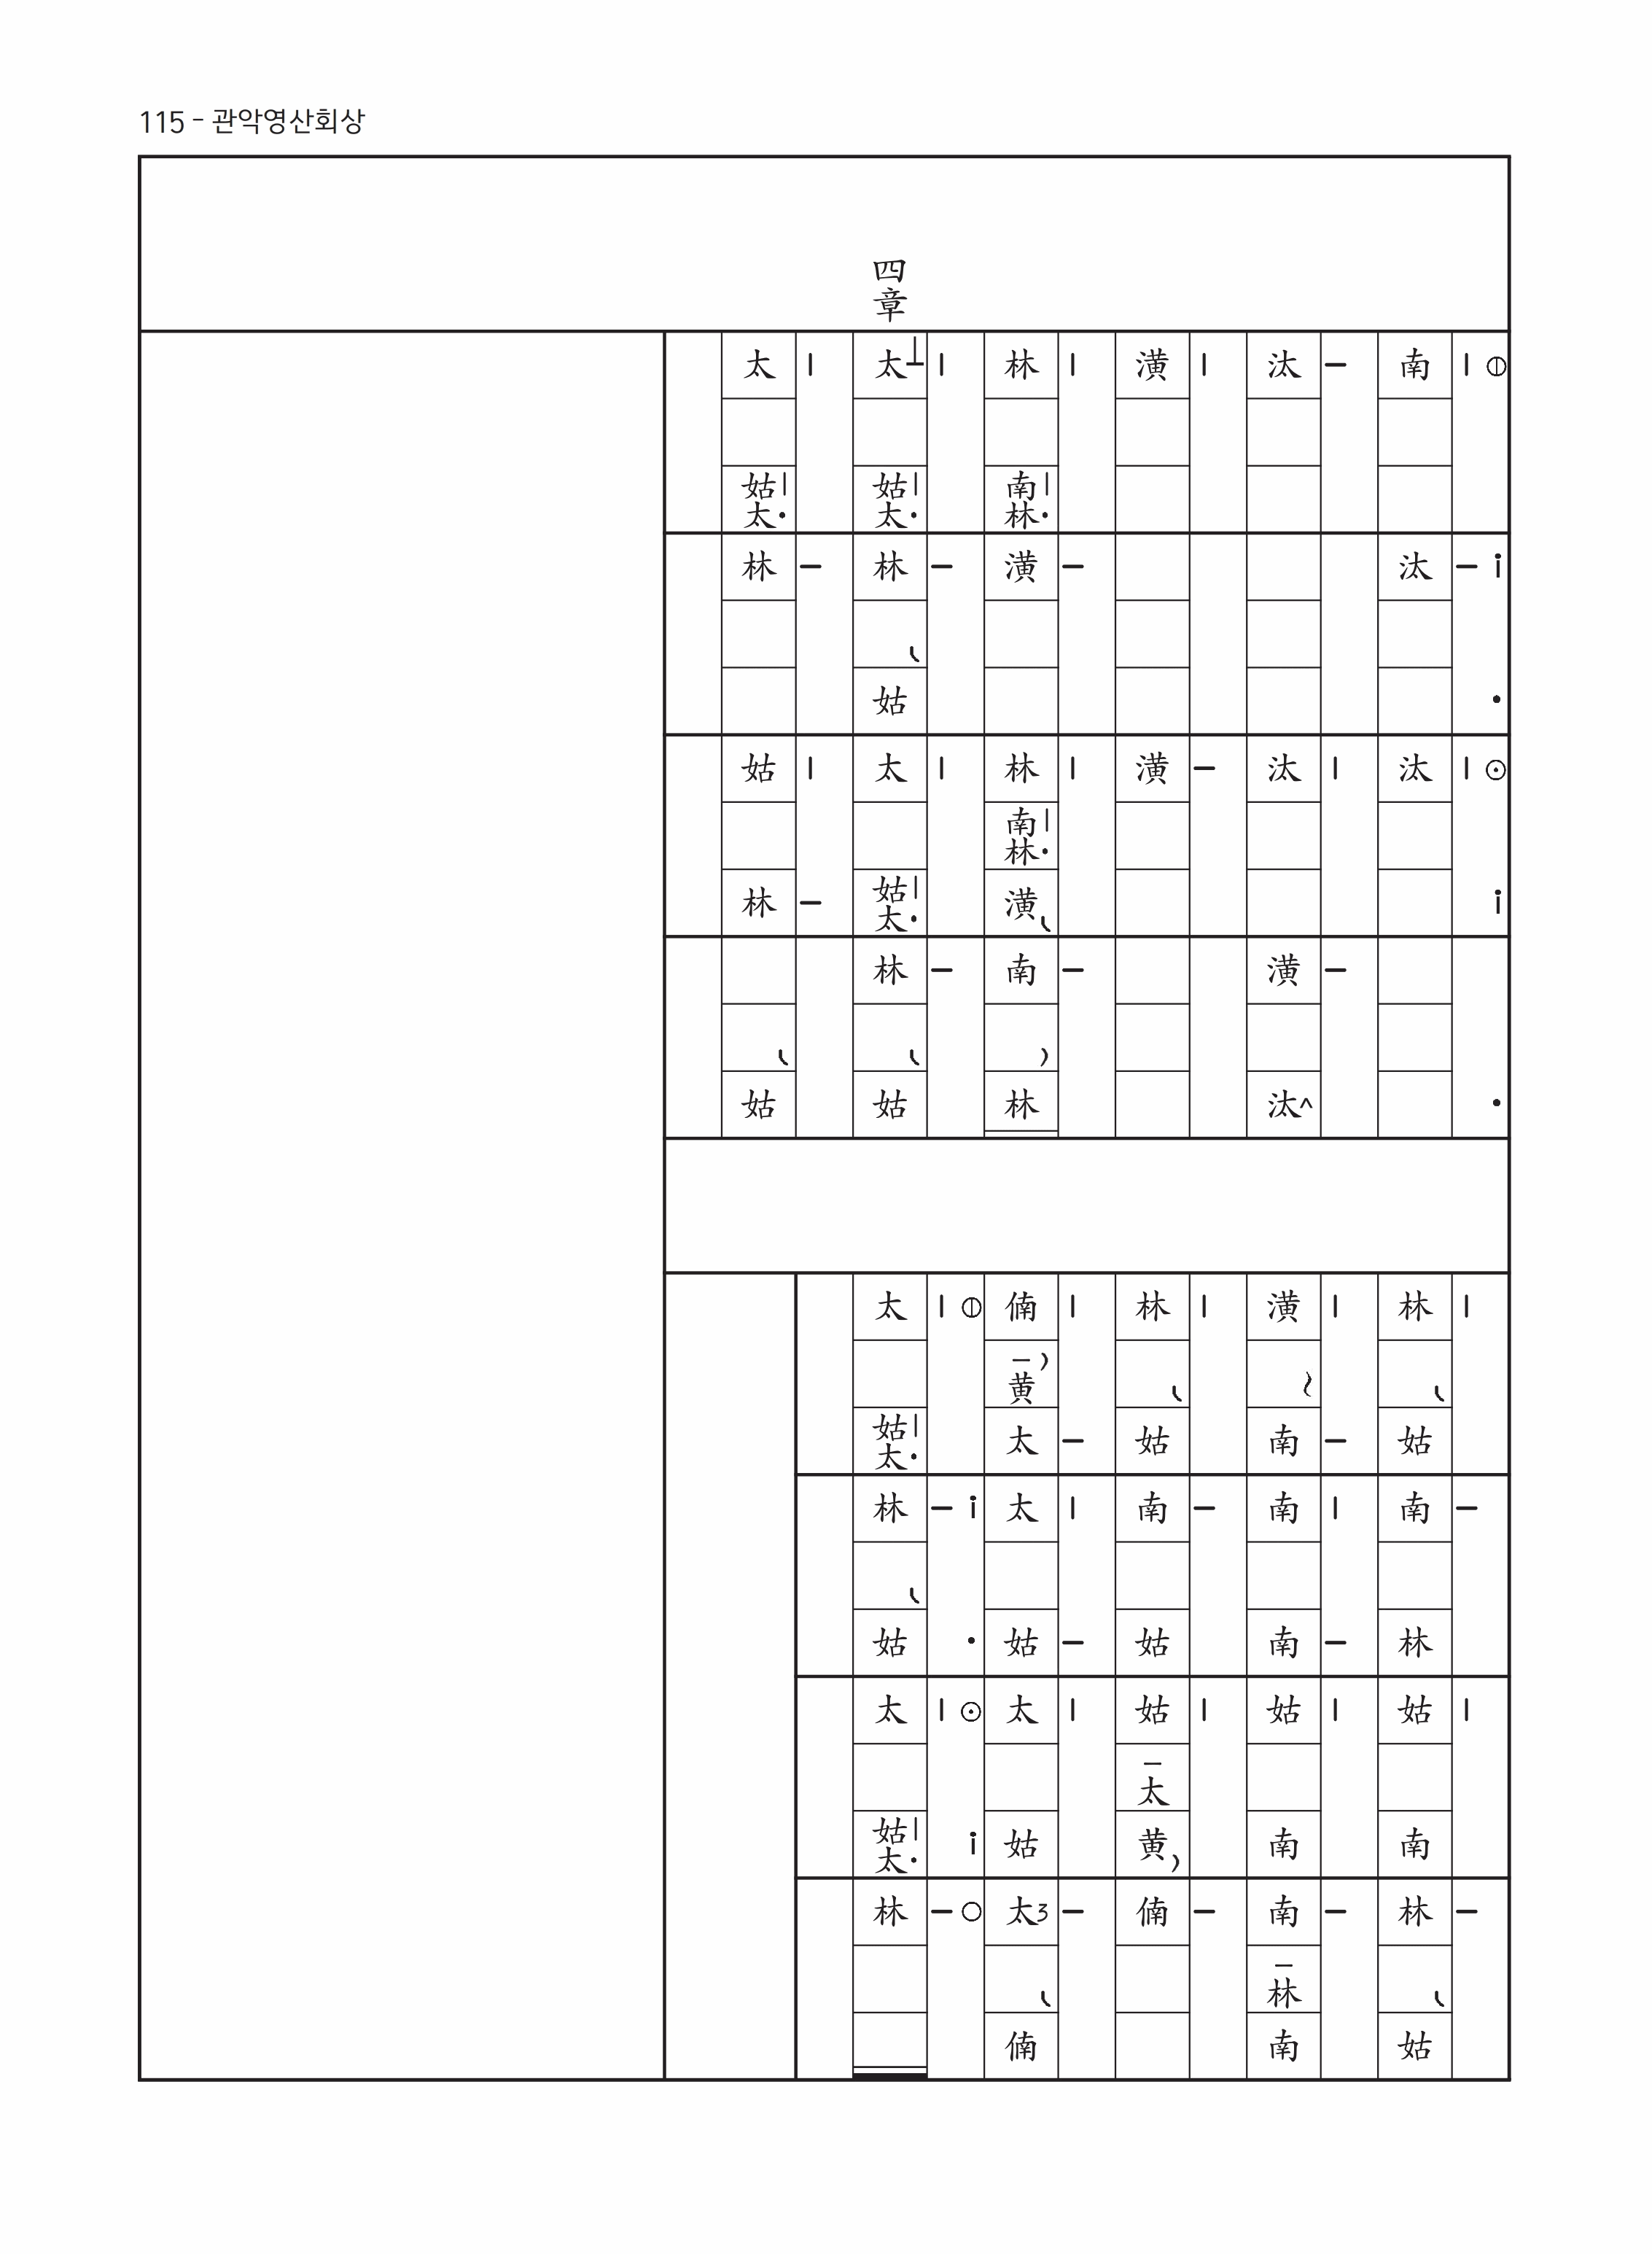 115 - 관악영산회상
四章
南汰汰
汰汰潢汰
潢潢
林南林潢林南林潢南林
太姑太林姑太姑太林姑
太姑太林姑林姑
林姑南林姑南林姑
潢南南南姑南南林南
林姑南姑姑太黄㑲
㑲黄太太姑太姑太㑲
太姑太林姑太姑太林